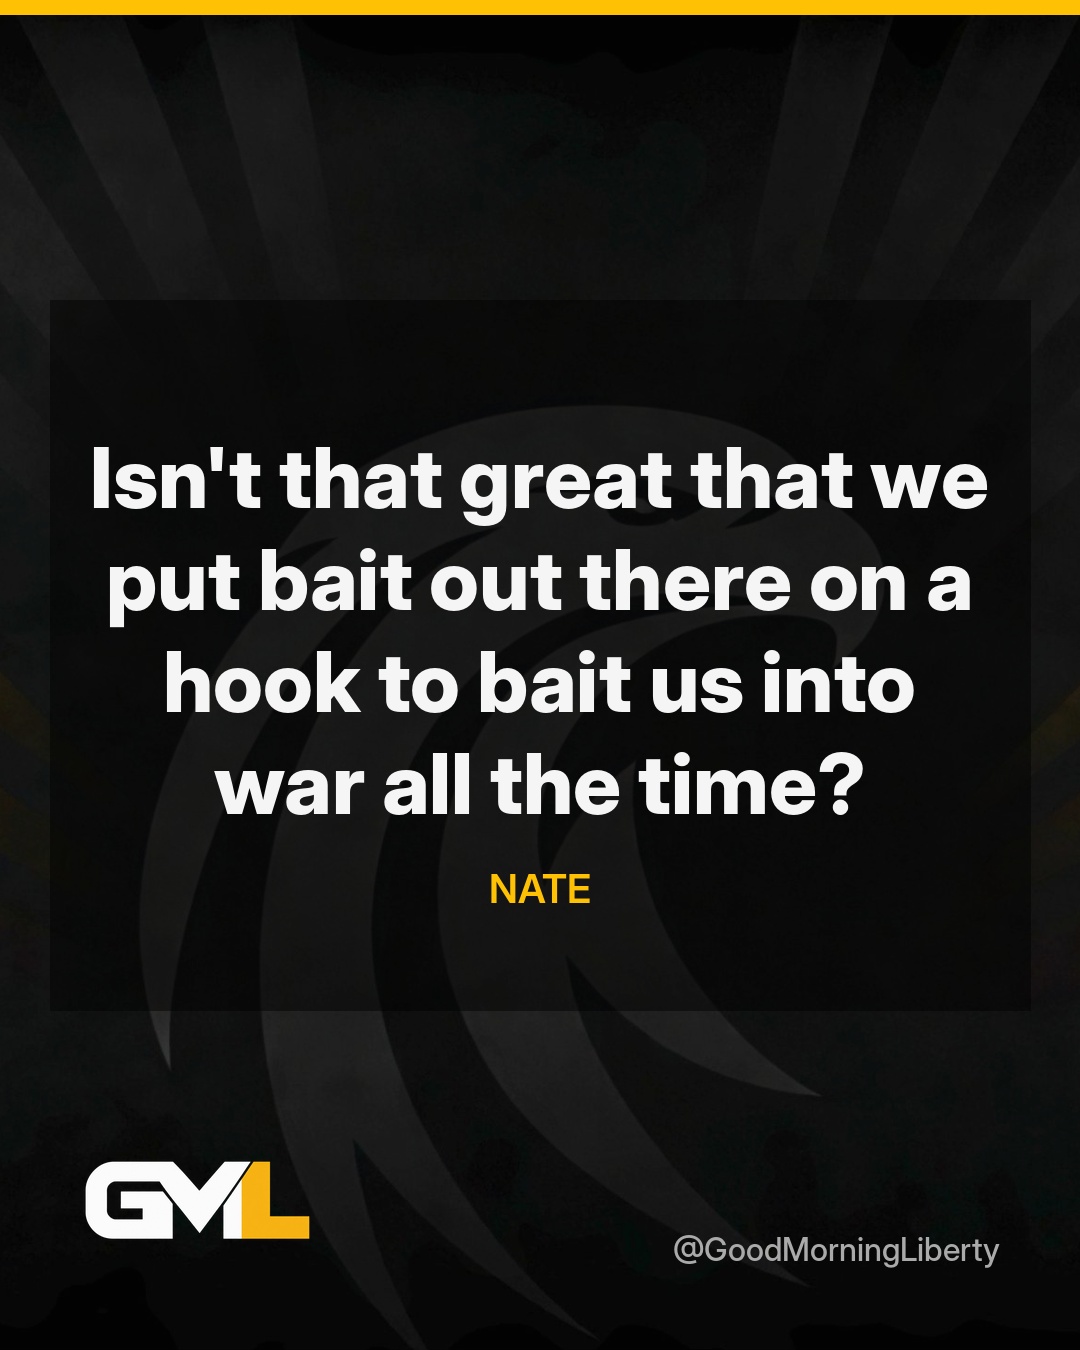 Isn't that great that we
put bait out there on a
hook to bait us into
war all the time?
NATE
GML
@GoodMorningLiberty